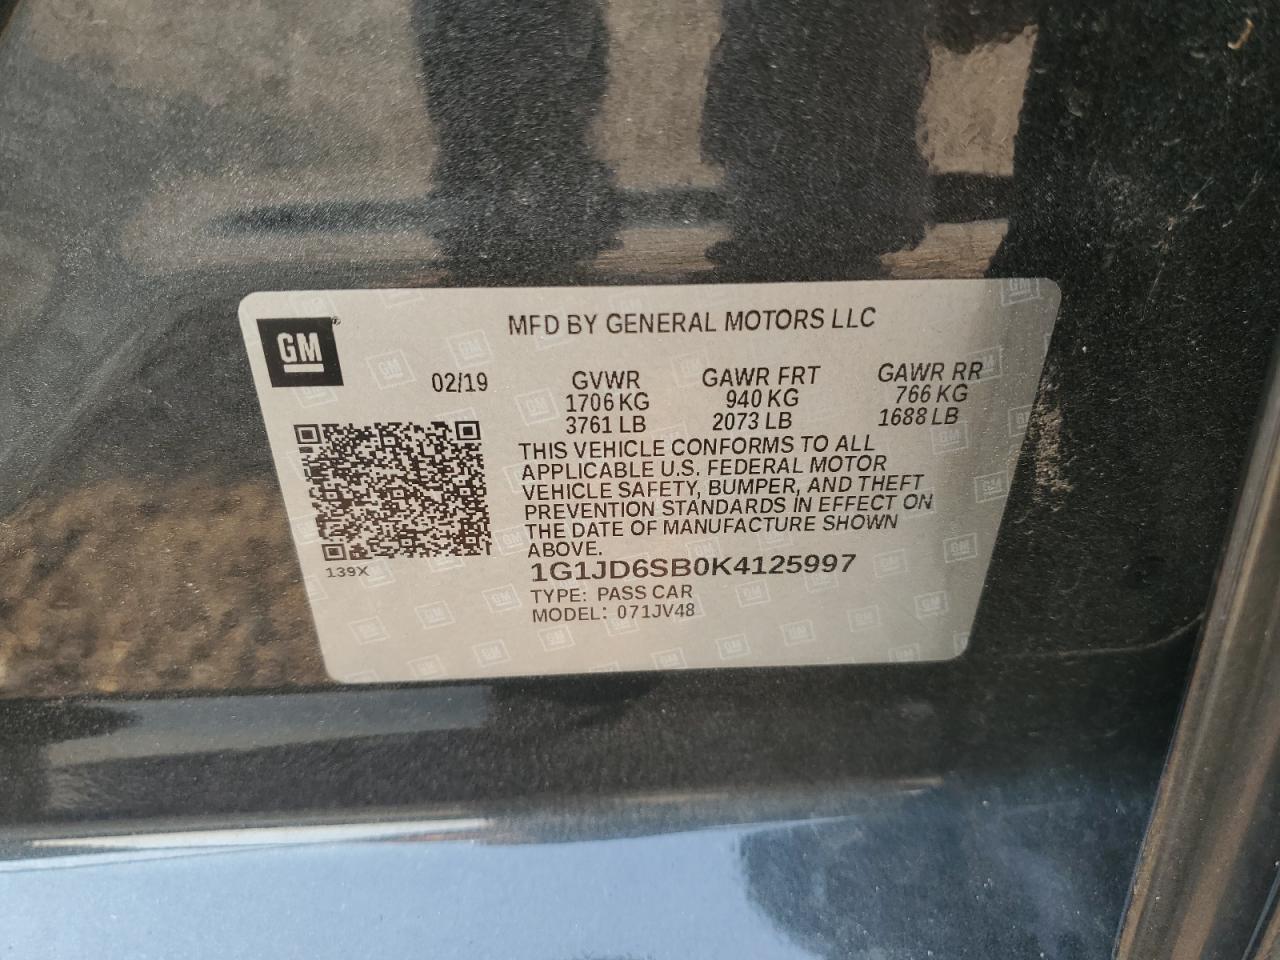 GM®
MFD BY GENERAL MOTORS LLC
02/19
GVWR
1706 KG
3761 LB
GAWR FRT
940 KG
2073 LB
GAWR RR
766 KG
1688 LB
THIS VEHICLE CONFORMS TO ALL
APPLICABLE U.S. FEDERAL MOTOR
VEHICLE SAFETY, BUMPER, AND THEFT
PREVENTION STANDARDS IN EFFECT ON
THE DATE OF MANUFACTURE SHOWN
ABOVE.
139X
1G1JD6SB0K4125997
TYPE: PASS CAR
MODEL: 071JV48